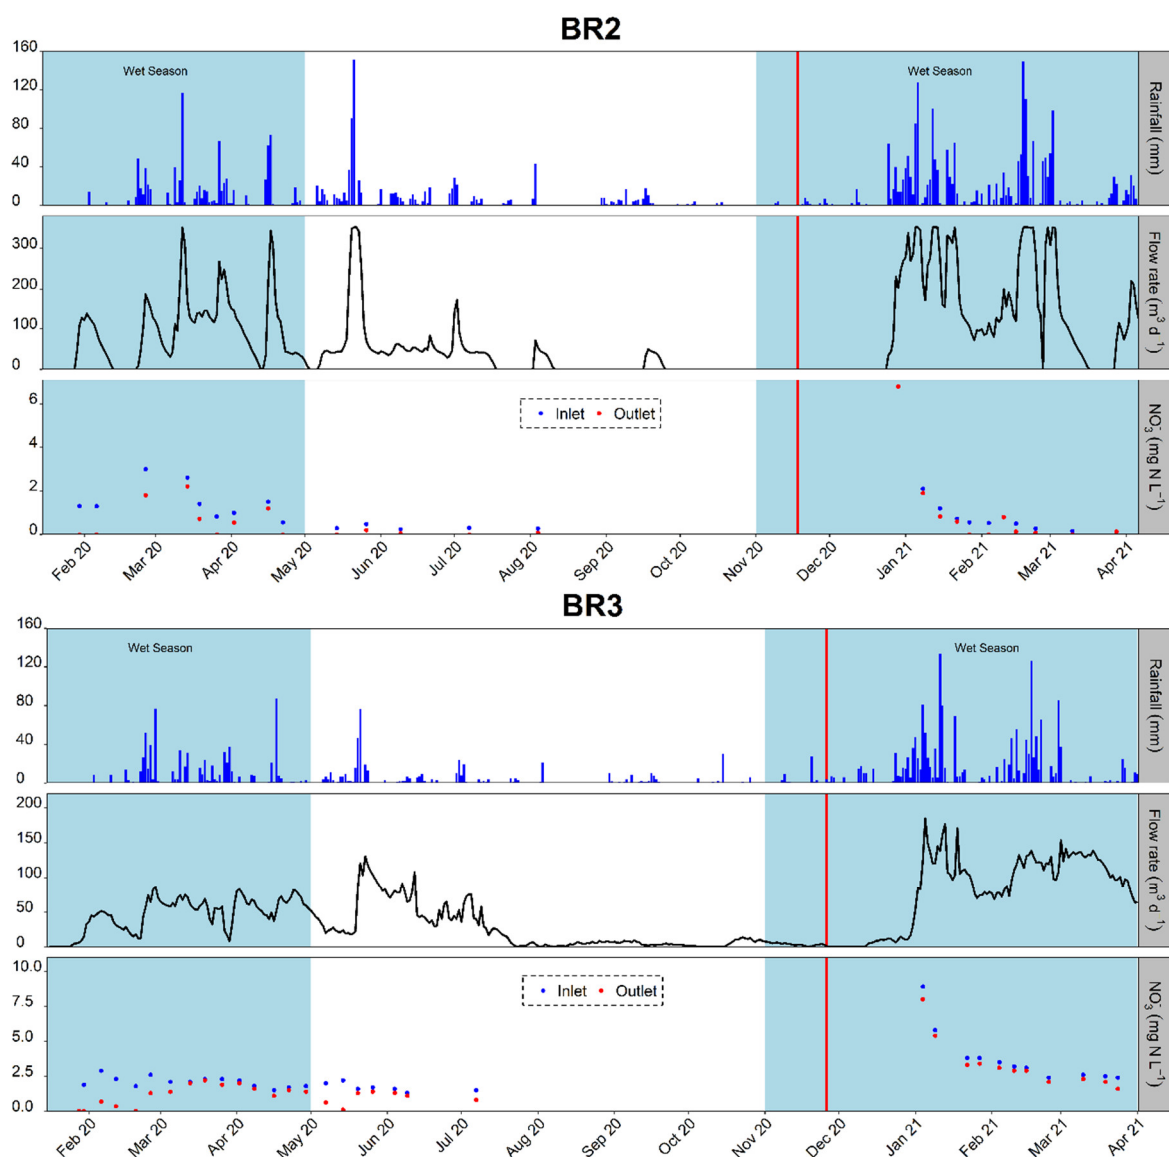 BR2
160
120
80
40
0
Wet Season
Wet Season
Rainfall (mm)
300
200
100
0
Flow rate (m³ d⁻¹)
6
4
2
0
Inlet
Outlet
NO₃⁻ (mg N L⁻¹)
Feb 20
Mar 20
Apr 20
May 20
Jun 20
Jul 20
Aug 20
Sep 20
Oct 20
Nov 20
Dec 20
Jan 21
Feb 21
Mar 21
Apr 21
BR3
160
120
80
40
0
Wet Season
Wet Season
Rainfall (mm)
200
150
100
50
0
Flow rate (m³ d⁻¹)
10.0
7.5
5.0
2.5
0.0
Inlet
Outlet
NO₃⁻ (mg N L⁻¹)
Feb 20
Mar 20
Apr 20
May 20
Jun 20
Jul 20
Aug 20
Sep 20
Oct 20
Nov 20
Dec 20
Jan 21
Feb 21
Mar 21
Apr 21